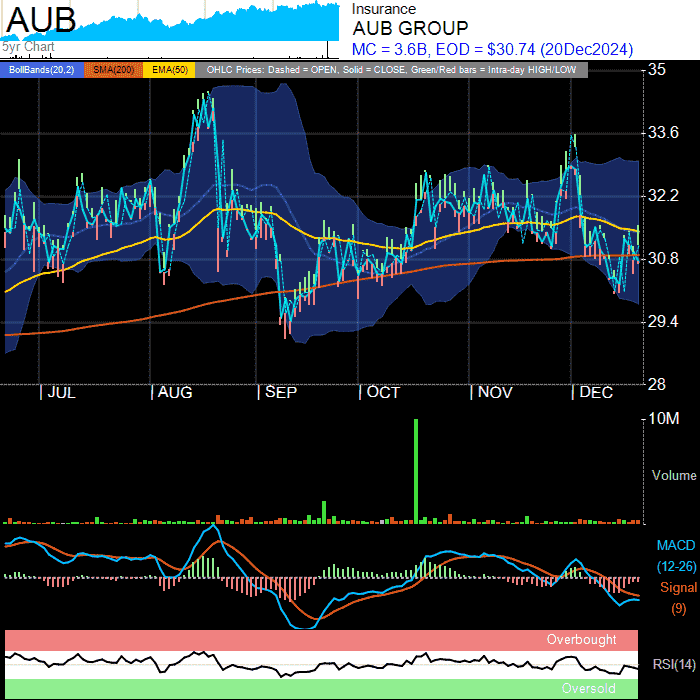 AUB
5yr Chart
Insurance
AUB GROUP
MC = 3.6B, EOD = $30.74 (20Dec2024)
BollBands(20,2) SMA(200) EMA(50) OHLC Prices: Dashed = OPEN, Solid = CLOSE, Green/Red bars = Intra-day HIGH/LOW
35
33.6
32.2
30.8
29.4
28
JUL AUG SEP OCT NOV DEC
10M
Volume
0
MACD
(12-26)
Signal
(9)
Overbought
RSI(14)
Oversold